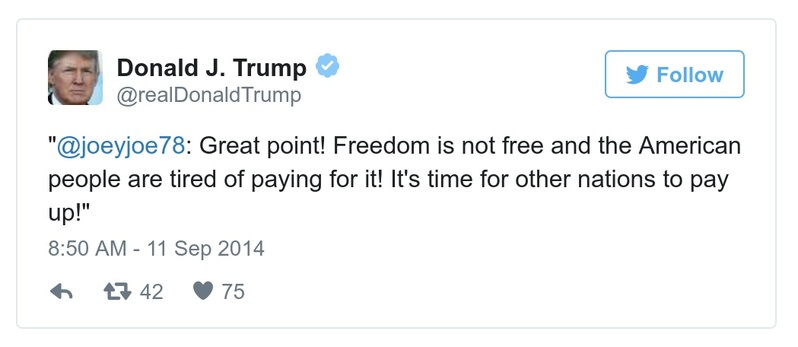 Donald J. Trump
@realDonaldTrump
Follow
"@joeyjoe78: Great point! Freedom is not free and the American
people are tired of paying for it! It's time for other nations to pay
up!"
8:50 AM - 11 Sep 2014
42 75